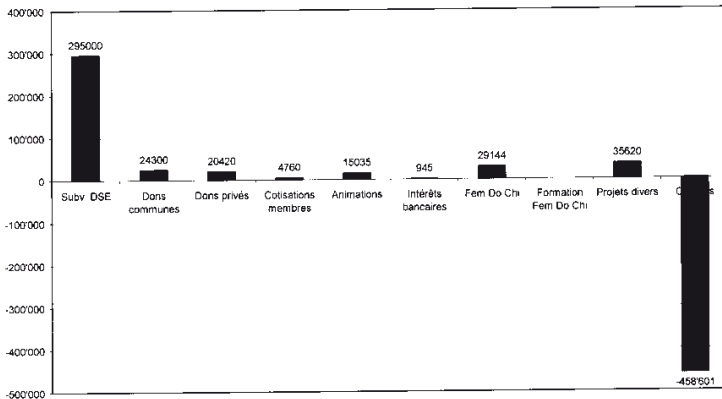 400'000
300'000
200'000
100'000
0
-100'000
-200'000
-300'000
-400'000
-500'000
295000
24300
20420
4760
15035
945
29144
35620
-458'601
Subv DSE
Dons
communes
Dons privés
Cotisations
membres
Animations
Intérêts
bancaires
Fem Do Chi
Formation
Fem Do Chi
Projets divers